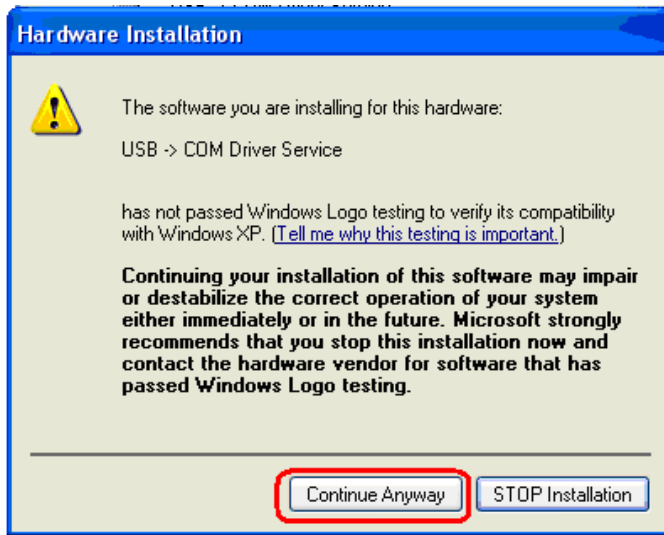 Hardware Installation
The software you are installing for this hardware:
USB -> COM Driver Service
has not passed Windows Logo testing to verify its compatibility
with Windows XP. (Tell me why this testing is important.)
Continuing your installation of this software may impair
or destabilize the correct operation of your system
either immediately or in the future. Microsoft strongly
recommends that you stop this installation now and
contact the hardware vendor for software that has
passed Windows Logo testing.
Continue Anyway
STOP Installation